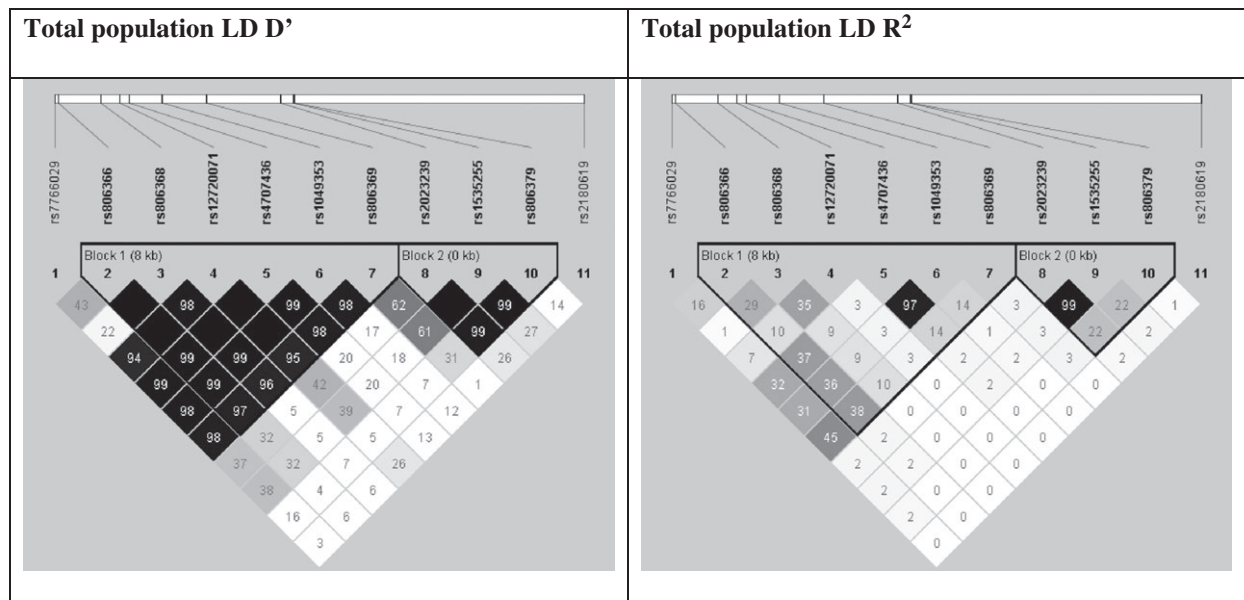 Total population LD D’
rs7766029 rs806366 rs806368 rs12720071 rs4707436 rs1049353 rs806369 rs2023239 rs1535255 rs806379 rs2180619
Block 1 (8 kb) Block 2 (0 kb)
1 2 3 4 5 6 7 8 9 10 11
43 98 99 98 62 99 14
22 98 17 61 99 27
94 99 99 95 20 18 31 26
99 99 96 42 20 7 1
98 97 5 39 7 12
98 32 5 5 13
37 32 7 26
38 4 6
16 6
3
Total population LD R²
rs7766029 rs806366 rs806368 rs12720071 rs4707436 rs1049353 rs806369 rs2023239 rs1535255 rs806379 rs2180619
Block 1 (8 kb) Block 2 (0 kb)
1 2 3 4 5 6 7 8 9 10 11
16 29 35 3 97 14 3 99 22 1
1 10 9 3 14 1 3 22 2
7 37 9 3 2 2 3 2
32 36 10 0 2 0 0
31 38 0 0 0 0
45 2 0 0 0
2 2 0 0
2 0 0
2 0
0